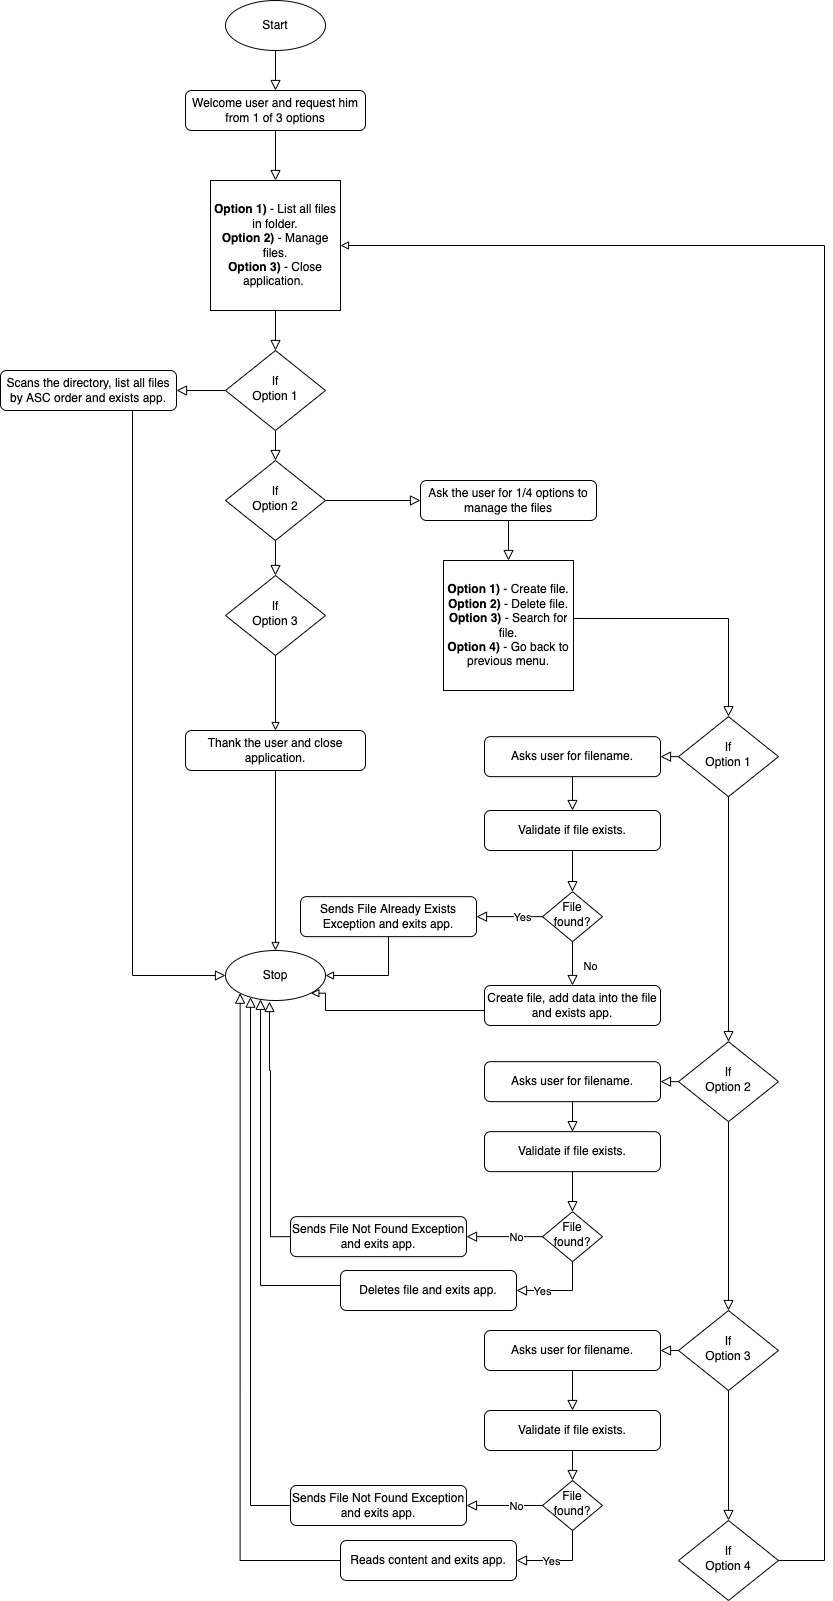 Start
Welcome user and request him
from 1 of 3 options
Option 1) - List all files
in folder.
Option 2) - Manage
files.
Option 3) - Close
application.
If
Option 1
Scans the directory, list all files
by ASC order and exists app.
If
Option 2
Ask the user for 1/4 options to
manage the files
Option 1) - Create file.
Option 2) - Delete file.
Option 3) - Search for
file.
Option 4) - Go back to
previous menu.
If
Option 3
Thank the user and close
application.
If
Option 1
Asks user for filename.
Validate if file exists.
File
found?
Yes
Sends File Already Exists
Exception and exits app.
No
Create file, add data into the file
and exists app.
Stop
If
Option 2
Asks user for filename.
Validate if file exists.
File
found?
No
Sends File Not Found Exception
and exits app.
Yes
Deletes file and exits app.
If
Option 3
Asks user for filename.
Validate if file exists.
File
found?
No
Sends File Not Found Exception
and exits app.
Yes
Reads content and exits app.
If
Option 4